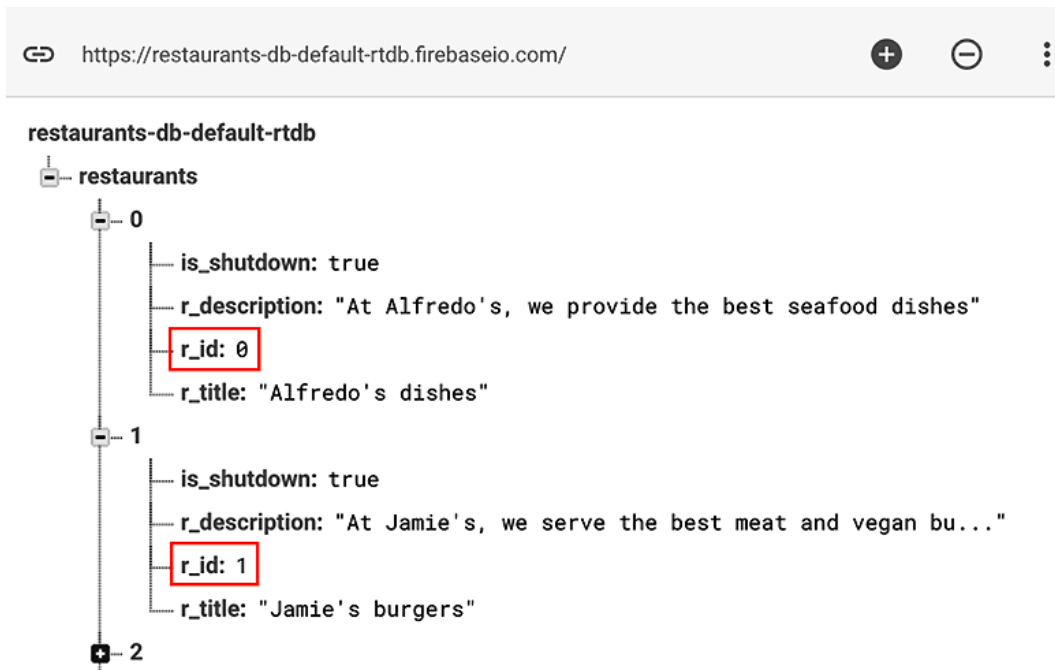 https://restaurants-db-default-rtdb.firebaseio.com/
restaurants-db-default-rtdb
restaurants
0
is_shutdown: true
r_description: "At Alfredo's, we provide the best seafood dishes"
r_id: 0
r_title: "Alfredo's dishes"
1
is_shutdown: true
r_description: "At Jamie's, we serve the best meat and vegan bu..."
r_id: 1
r_title: "Jamie's burgers"
2